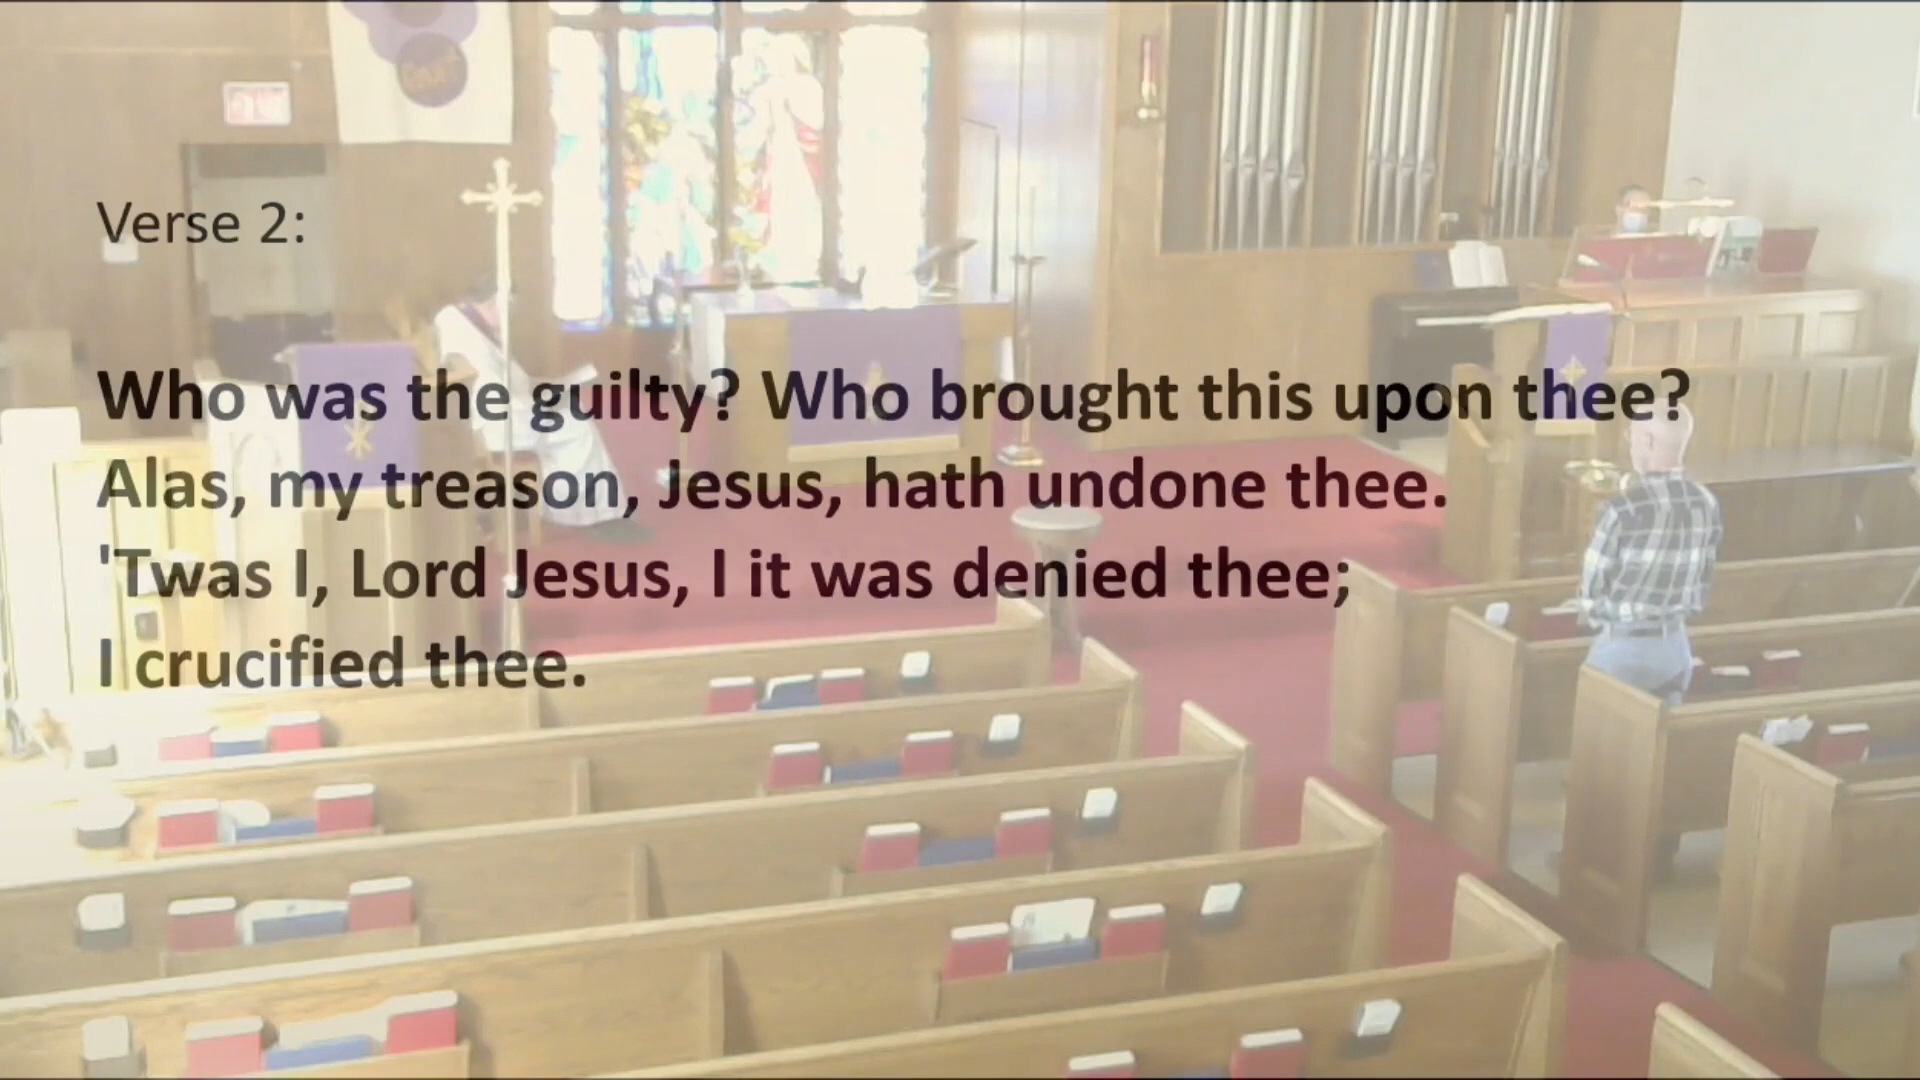 Verse 2:
Who was the guilty? Who brought this upon thee?
Alas, my treason, Jesus, hath undone thee.
'Twas I, Lord Jesus, I it was denied thee;
I crucified thee.